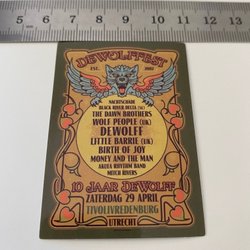 5 6 7 8 9 10 11 12 13
DEWOLFFEST
EST. 2012
NACHTSCHADE
BLACK RIVER DELTA (SE)
THE DAWN BROTHERS
WOLF PEOPLE (UK)
DEWOLFF
LITTLE BARRIE (UK)
BIRTH OF JOY
MONEY AND THE MAN
AKUFA RHYTHM BAND
MITCH RIVERS
10 JAAR DEWOLFF
ZATERDAG 29 APRIL
TIVOLIVREDENBURG
UTRECHT